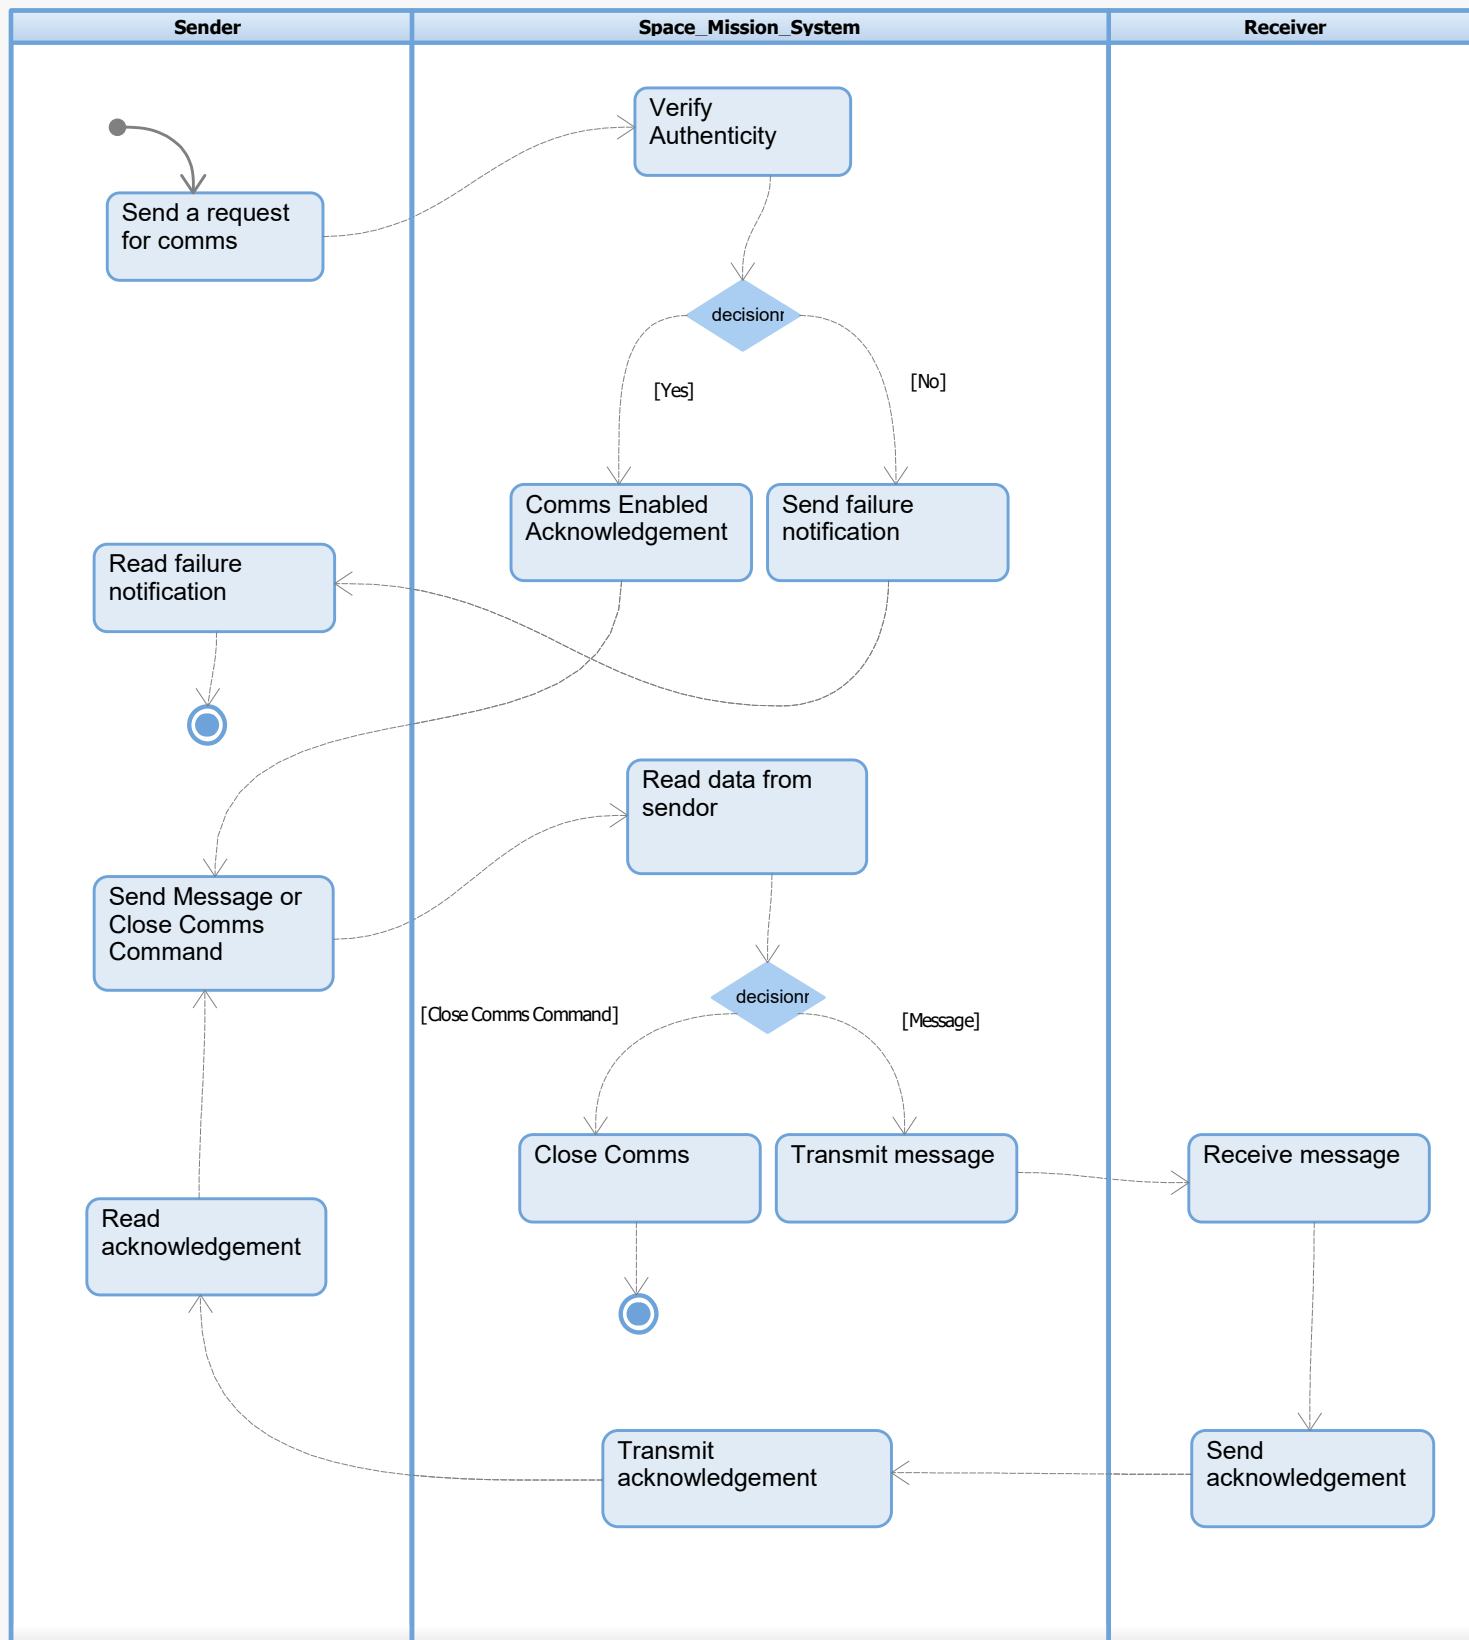 Sender
Space_Mission_System
Receiver
Verify
Authenticity
Send a request
for comms
decisionr
[Yes]
[No]
Comms Enabled
Acknowledgement
Send failure
notification
Read failure
notification
Read data from
sendor
Send Message or
Close Comms
Command
decisionr
[Close Comms Command]
[Message]
Close Comms
Transmit message
Receive message
Read
acknowledgement
Transmit
acknowledgement
Send
acknowledgement